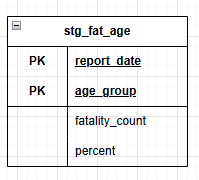 stg_fat_age
PK report_date
PK age_group
fatality_count
percent